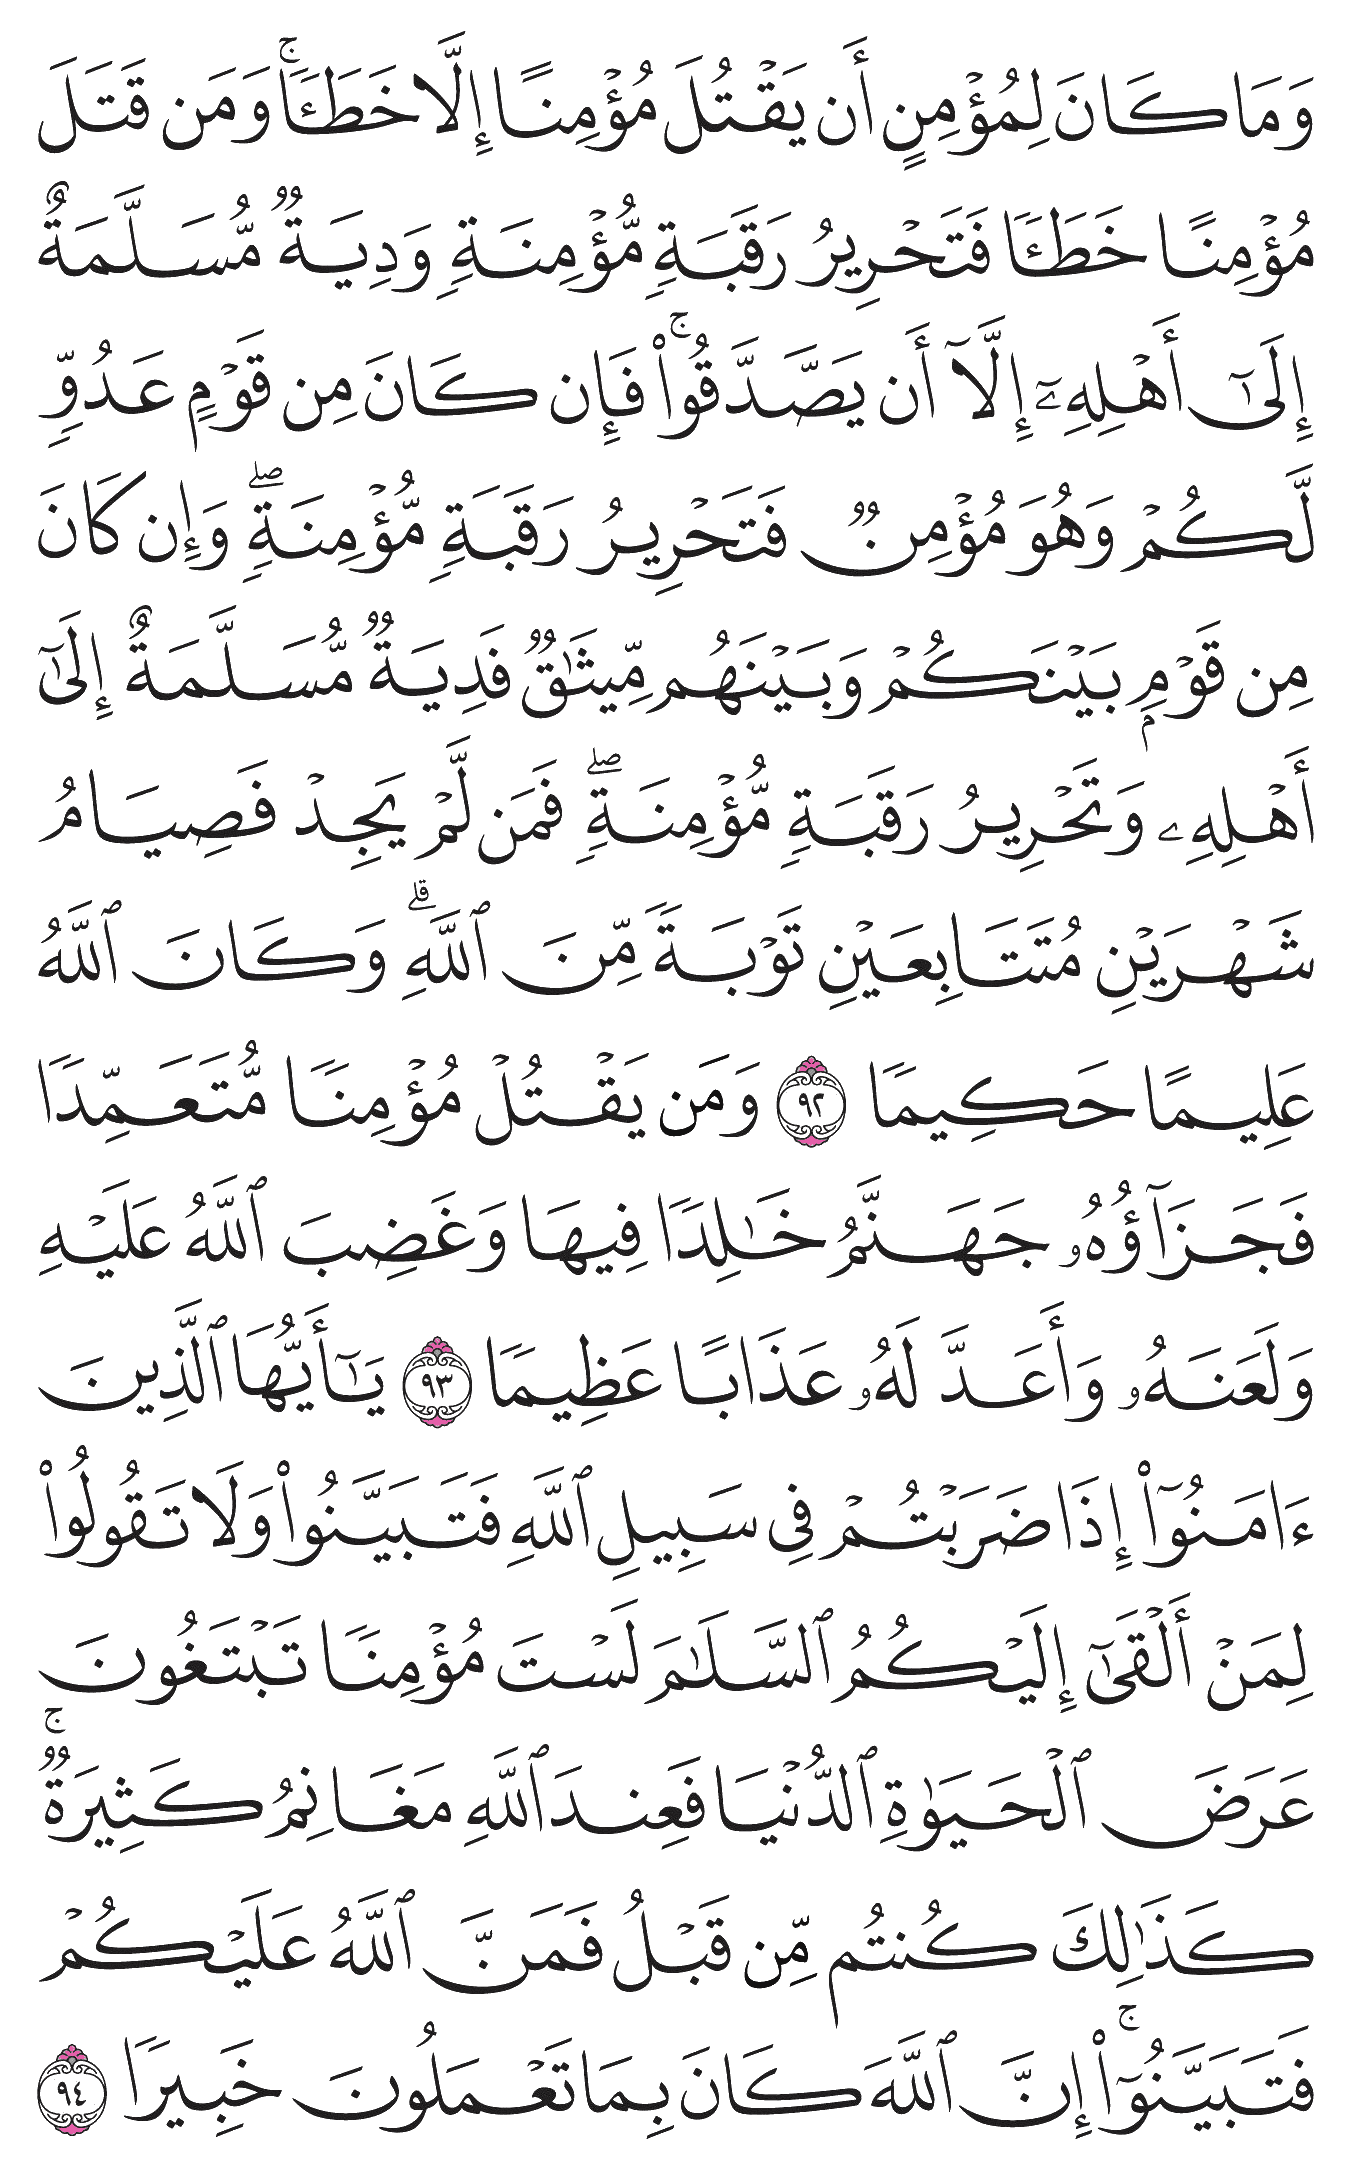 وَمَا كَانَ لِمُؤْمِنٍ أَن يَقْتُلَ مُؤْمِنًا إِلَّا خَطَـًٔا ۚ وَمَن قَتَلَ
مُؤْمِنًا خَطَـًٔا فَتَحْرِيرُ رَقَبَةٍ مُّؤْمِنَةٍ وَدِيَةٌ مُّسَلَّمَةٌ
إِلَىٰٓ أَهْلِهِۦٓ إِلَّآ أَن يَصَّدَّقُوا۟ ۚ فَإِن كَانَ مِن قَوْمٍ عَدُوٍّ
لَّكُمْ وَهُوَ مُؤْمِنٌ فَتَحْرِيرُ رَقَبَةٍ مُّؤْمِنَةٍ ۖ وَإِن كَانَ
مِن قَوْمٍۭ بَيْنَكُمْ وَبَيْنَهُم مِّيثَـٰقٌ فَدِيَةٌ مُّسَلَّمَةٌ إِلَىٰٓ
أَهْلِهِۦ وَتَحْرِيرُ رَقَبَةٍ مُّؤْمِنَةٍ ۖ فَمَن لَّمْ يَجِدْ فَصِيَامُ
شَهْرَيْنِ مُتَتَابِعَيْنِ تَوْبَةً مِّنَ ٱللَّهِ ۗ وَكَانَ ٱللَّهُ
عَلِيمًا حَكِيمًا ٩٢ وَمَن يَقْتُلْ مُؤْمِنًا مُّتَعَمِّدًا
فَجَزَآؤُهُۥ جَهَنَّمُ خَـٰلِدًا فِيهَا وَغَضِبَ ٱللَّهُ عَلَيْهِ
وَلَعَنَهُۥ وَأَعَدَّ لَهُۥ عَذَابًا عَظِيمًا ٩٣ يَـٰٓأَيُّهَا ٱلَّذِينَ
ءَامَنُوٓا۟ إِذَا ضَرَبْتُمْ فِى سَبِيلِ ٱللَّهِ فَتَبَيَّنُوا۟ وَلَا تَقُولُوا۟
لِمَنْ أَلْقَىٰٓ إِلَيْكُمُ ٱلسَّلَـٰمَ لَسْتَ مُؤْمِنًا تَبْتَغُونَ
عَرَضَ ٱلْحَيَوٰةِ ٱلدُّنْيَا فَعِندَ ٱللَّهِ مَغَانِمُ كَثِيرَةٌ ۚ
كَذَٰلِكَ كُنتُم مِّن قَبْلُ فَمَنَّ ٱللَّهُ عَلَيْكُمْ
فَتَبَيَّنُوٓا۟ ۚ إِنَّ ٱللَّهَ كَانَ بِمَا تَعْمَلُونَ خَبِيرًا ٩٤